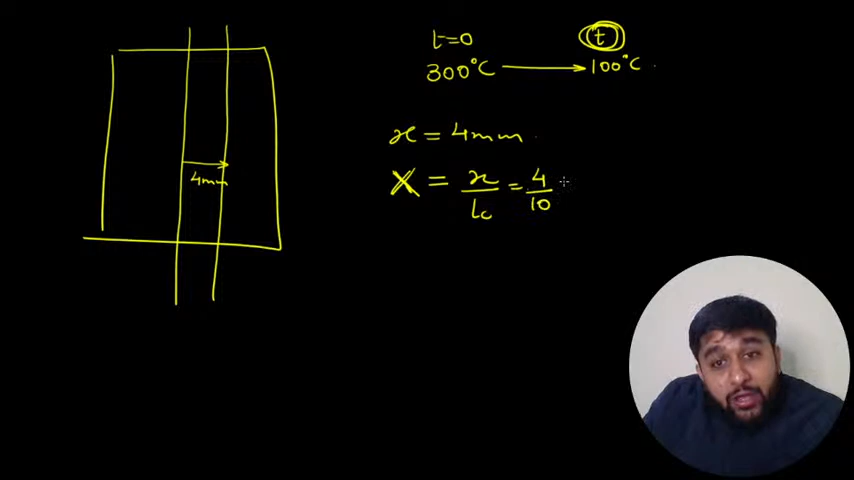 t=0 t
300°C → 100°C
x = 4mm
X = x/Lc = 4/10
4mm